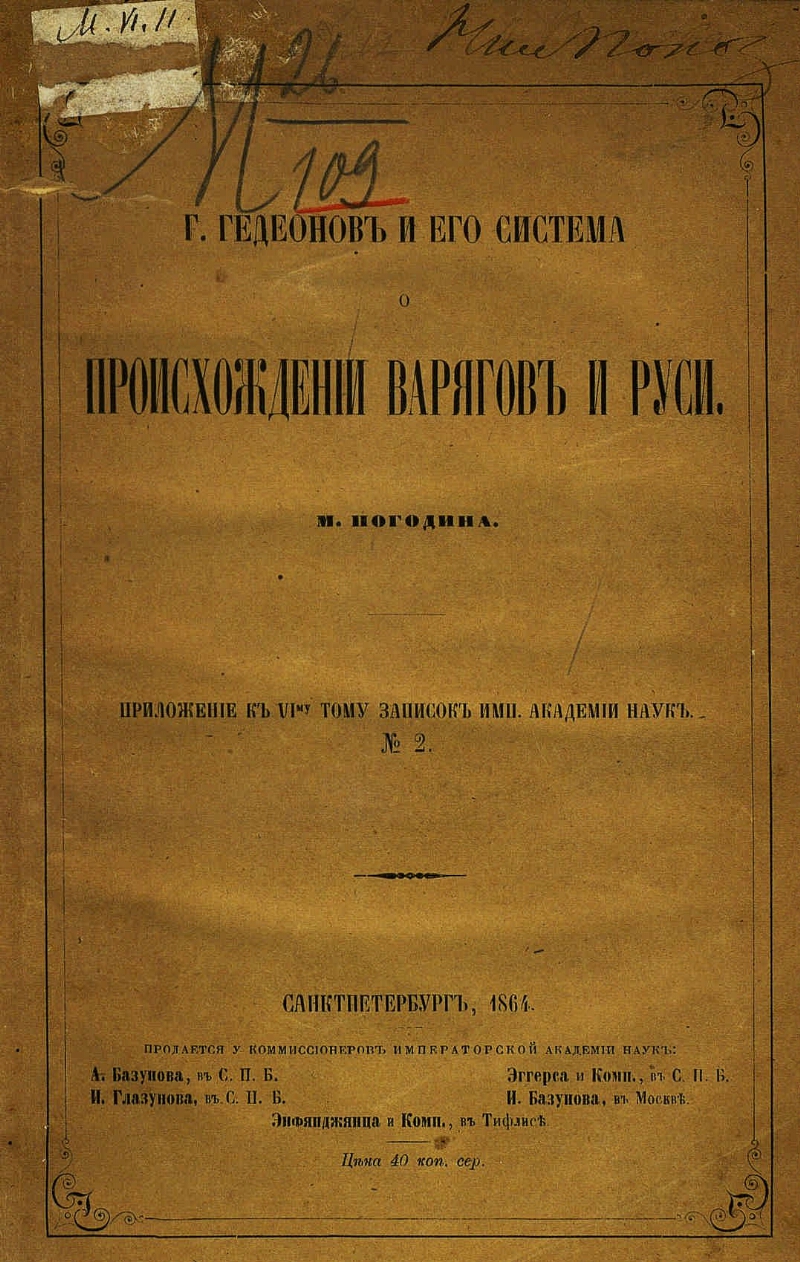 М. VI. 11
109
Г. ГЕДЕОНОВЪ И ЕГО СИСТЕМА
О
ПРОИСХОЖДЕНІИ ВАРЯГОВЪ И РУСИ.
М. ПОГОДИНА.
ПРИЛОЖЕНІЕ КЪ VIму ТОМУ ЗАПИСОКЪ ИМП. АКАДЕМІИ НАУКЪ.
№ 2.
САНКТПЕТЕРБУРГЪ, 1864.
ПРОДАЕТСЯ У КОММИССІОНЕРОВЪ ИМПЕРАТОРСКОЙ АКАДЕМІИ НАУКЪ:
А. Базунова, въ С. П. Б. Эггерса и Комп., въ С. П. Б.
И. Глазунова, въ С. П. Б. И. Базунова, въ Москвѣ.
Энфянджянца и Комп., въ Тифлисѣ
Цѣна 40 коп. сер.